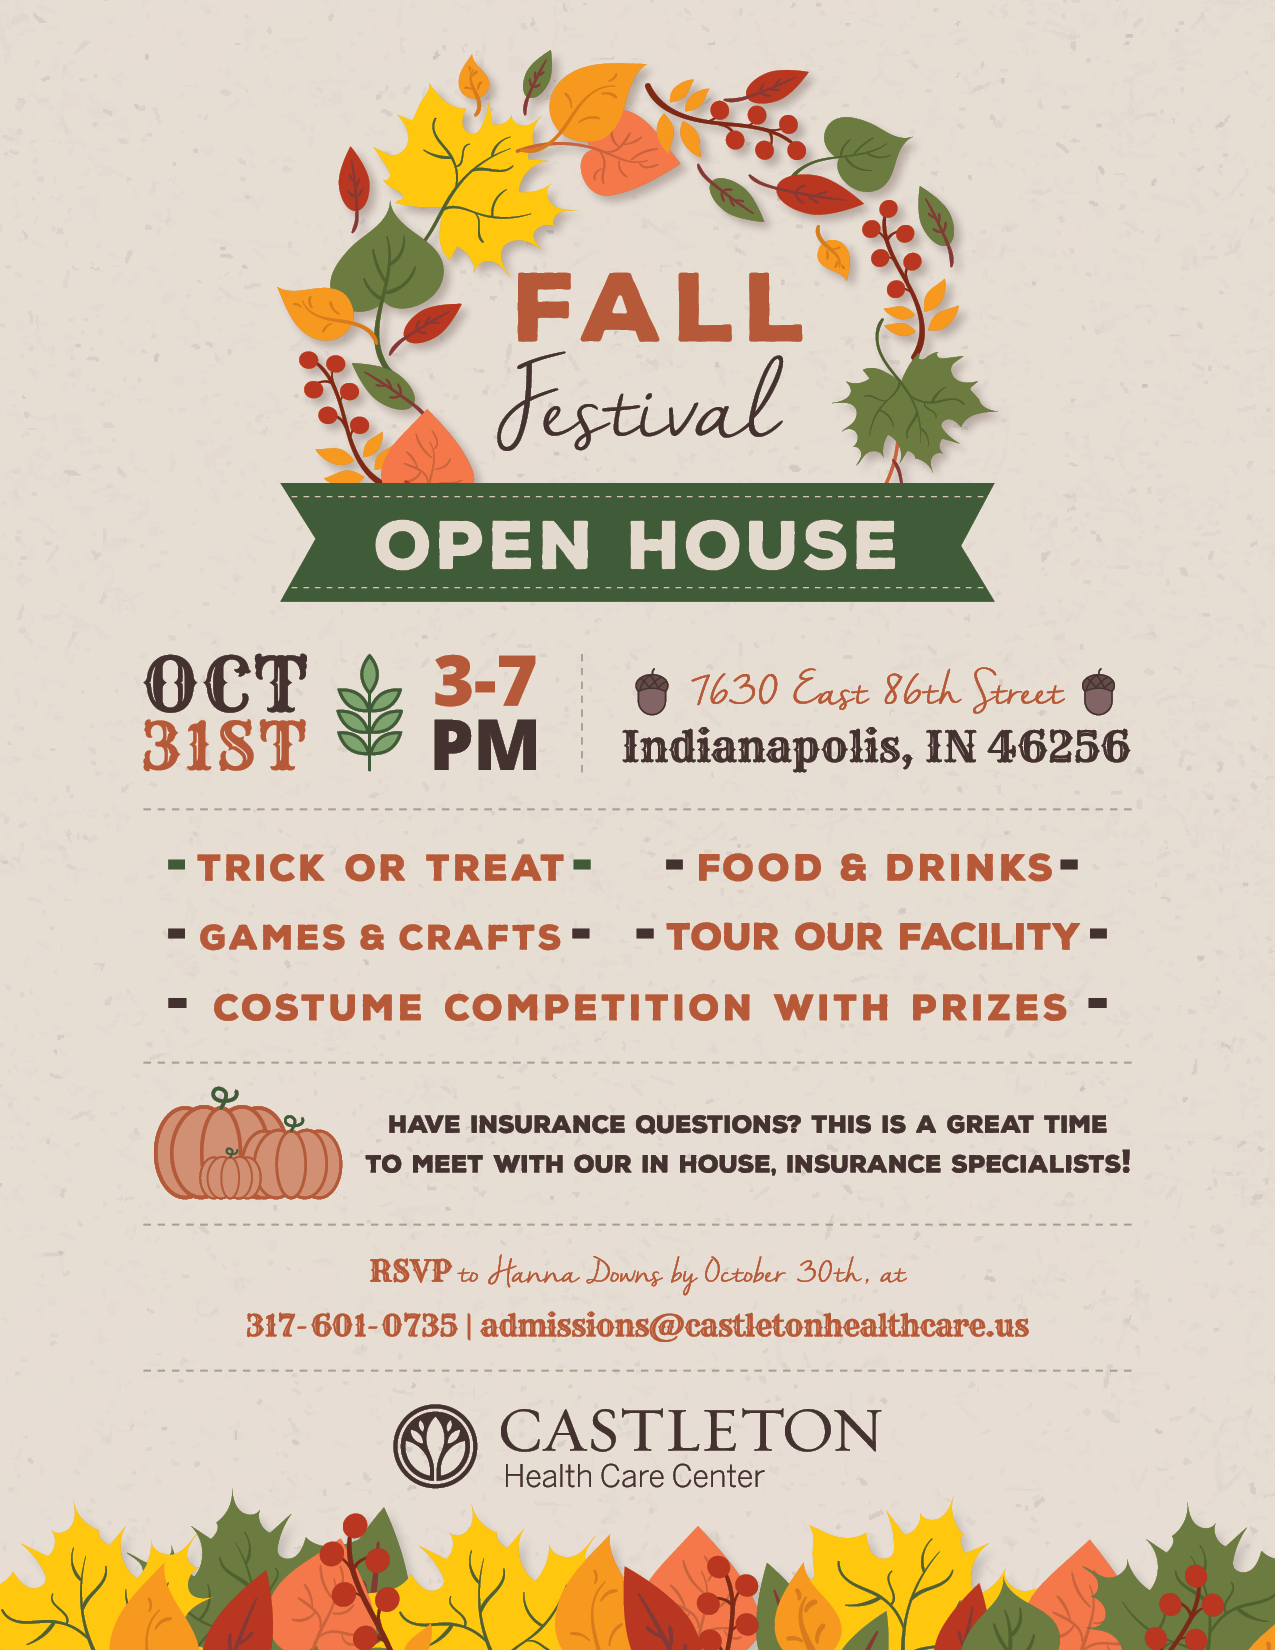 FALL
Festival
OPEN HOUSE
OCT
31ST
3-7
PM
7630 East 86th Street
Indianapolis, IN 46256
- TRICK OR TREAT -
- FOOD & DRINKS -
- GAMES & CRAFTS -
- TOUR OUR FACILITY -
- COSTUME COMPETITION WITH PRIZES -
HAVE INSURANCE QUESTIONS? THIS IS A GREAT TIME
TO MEET WITH OUR IN HOUSE, INSURANCE SPECIALISTS!
RSVP to Hanna Downs by October 30th, at
317-601-0735 | admissions@castletonhealthcare.us
CASTLETON
Health Care Center